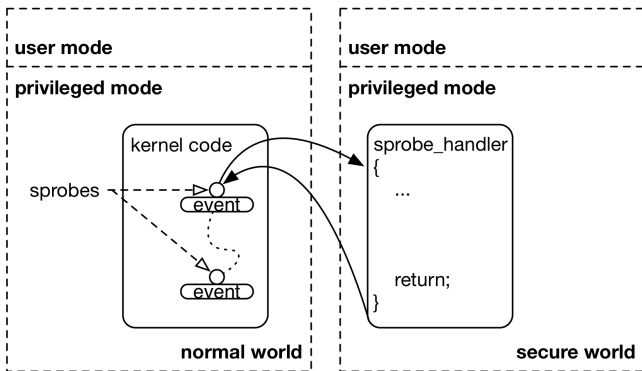 user mode
privileged mode
kernel code
sprobes
event
event
normal world
user mode
privileged mode
sprobe_handler
{
...
return;
}
secure world